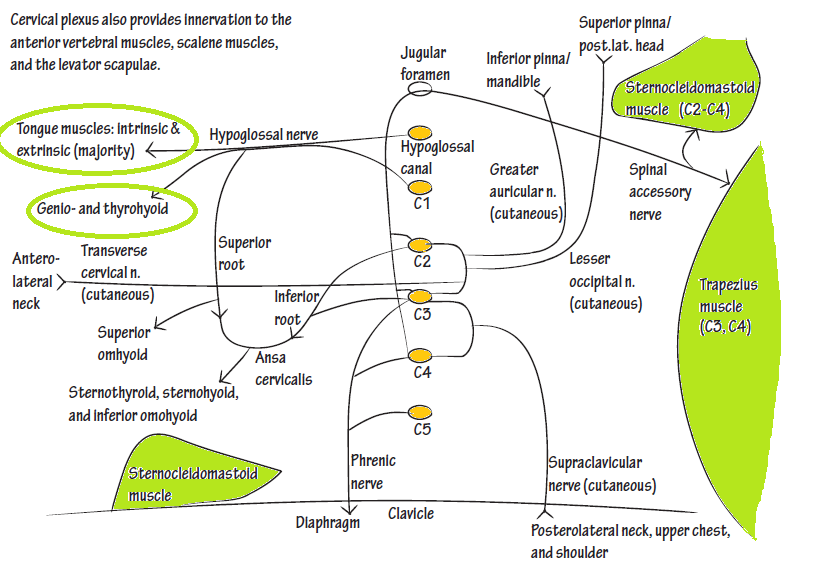 Cervical plexus also provides innervation to the
anterior vertebral muscles, scalene muscles,
and the levator scapulae.
Superior pinna/
post.lat. head
Jugular
foramen
Inferior pinna/
mandible
Sternocleidomastoid
muscle (C2-C4)
Tongue muscles: intrinsic &
extrinsic (majority)
Hypoglossal nerve
Hypoglossal
canal
Genio- and thyrohyoid
C1
Greater
auricular n.
(cutaneous)
Spinal
accessory
nerve
Antero-
lateral
neck
Transverse
cervical n.
(cutaneous)
Superior
root
C2
Lesser
occipital n.
(cutaneous)
Inferior
root
C3
Trapezius
muscle
(C3, C4)
Superior
omhyoid
Ansa
cervicalis
C4
Sternothyroid, sternohyoid,
and inferior omohyoid
C5
Sternocleidomastoid
muscle
Phrenic
nerve
Supraclavicular
nerve (cutaneous)
Diaphragm
Clavicle
Posterolateral neck, upper chest,
and shoulder